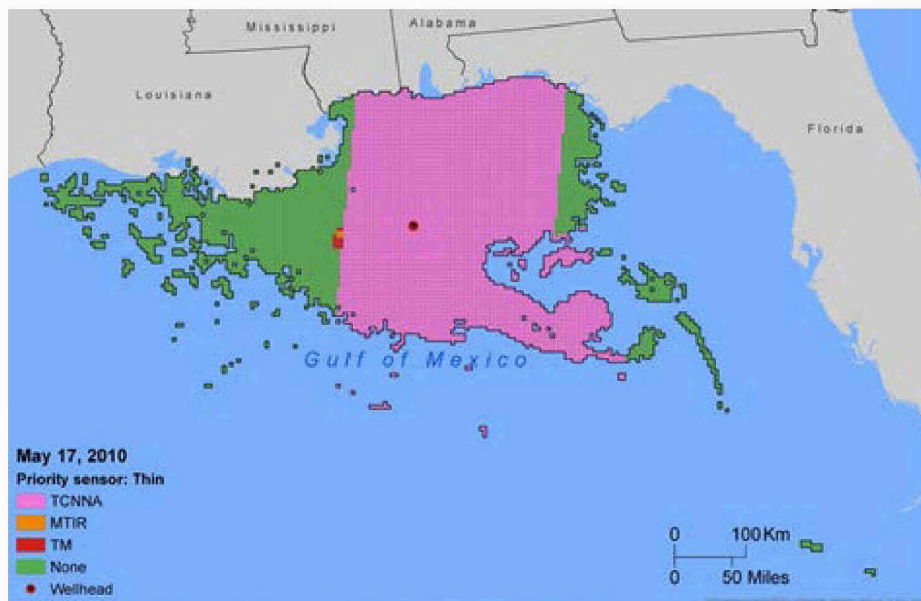 Mississippi
Alabama
Louisiana
Florida
Gulf of Mexico
May 17, 2010
Priority sensor: Thin
TCNNA
MTIR
TM
None
Wellhead
0 100 Km
0 50 Miles